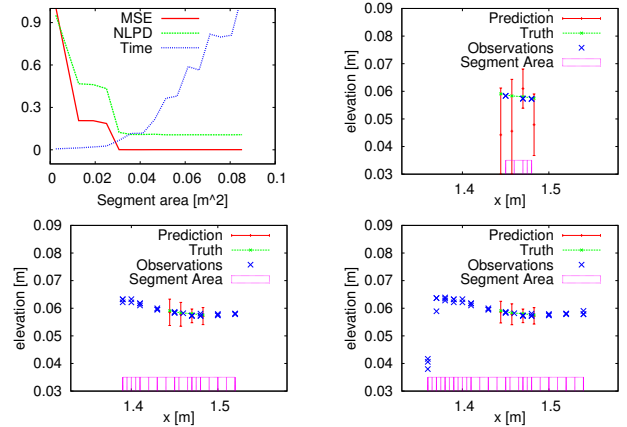 1
0.9
0.6
0.3
0
0
0.02
0.04
0.06
0.08
0.1
Segment area [m^2]
MSE
NLPD
Time
0.09
0.08
0.07
0.06
0.05
0.04
0.03
elevation [m]
1.4
1.5
x [m]
Prediction
Truth
Observations
Segment Area
0.09
0.08
0.07
0.06
0.05
0.04
0.03
elevation [m]
1.4
1.5
x [m]
Prediction
Truth
Observations
Segment Area
0.09
0.08
0.07
0.06
0.05
0.04
0.03
elevation [m]
1.4
1.5
x [m]
Prediction
Truth
Observations
Segment Area